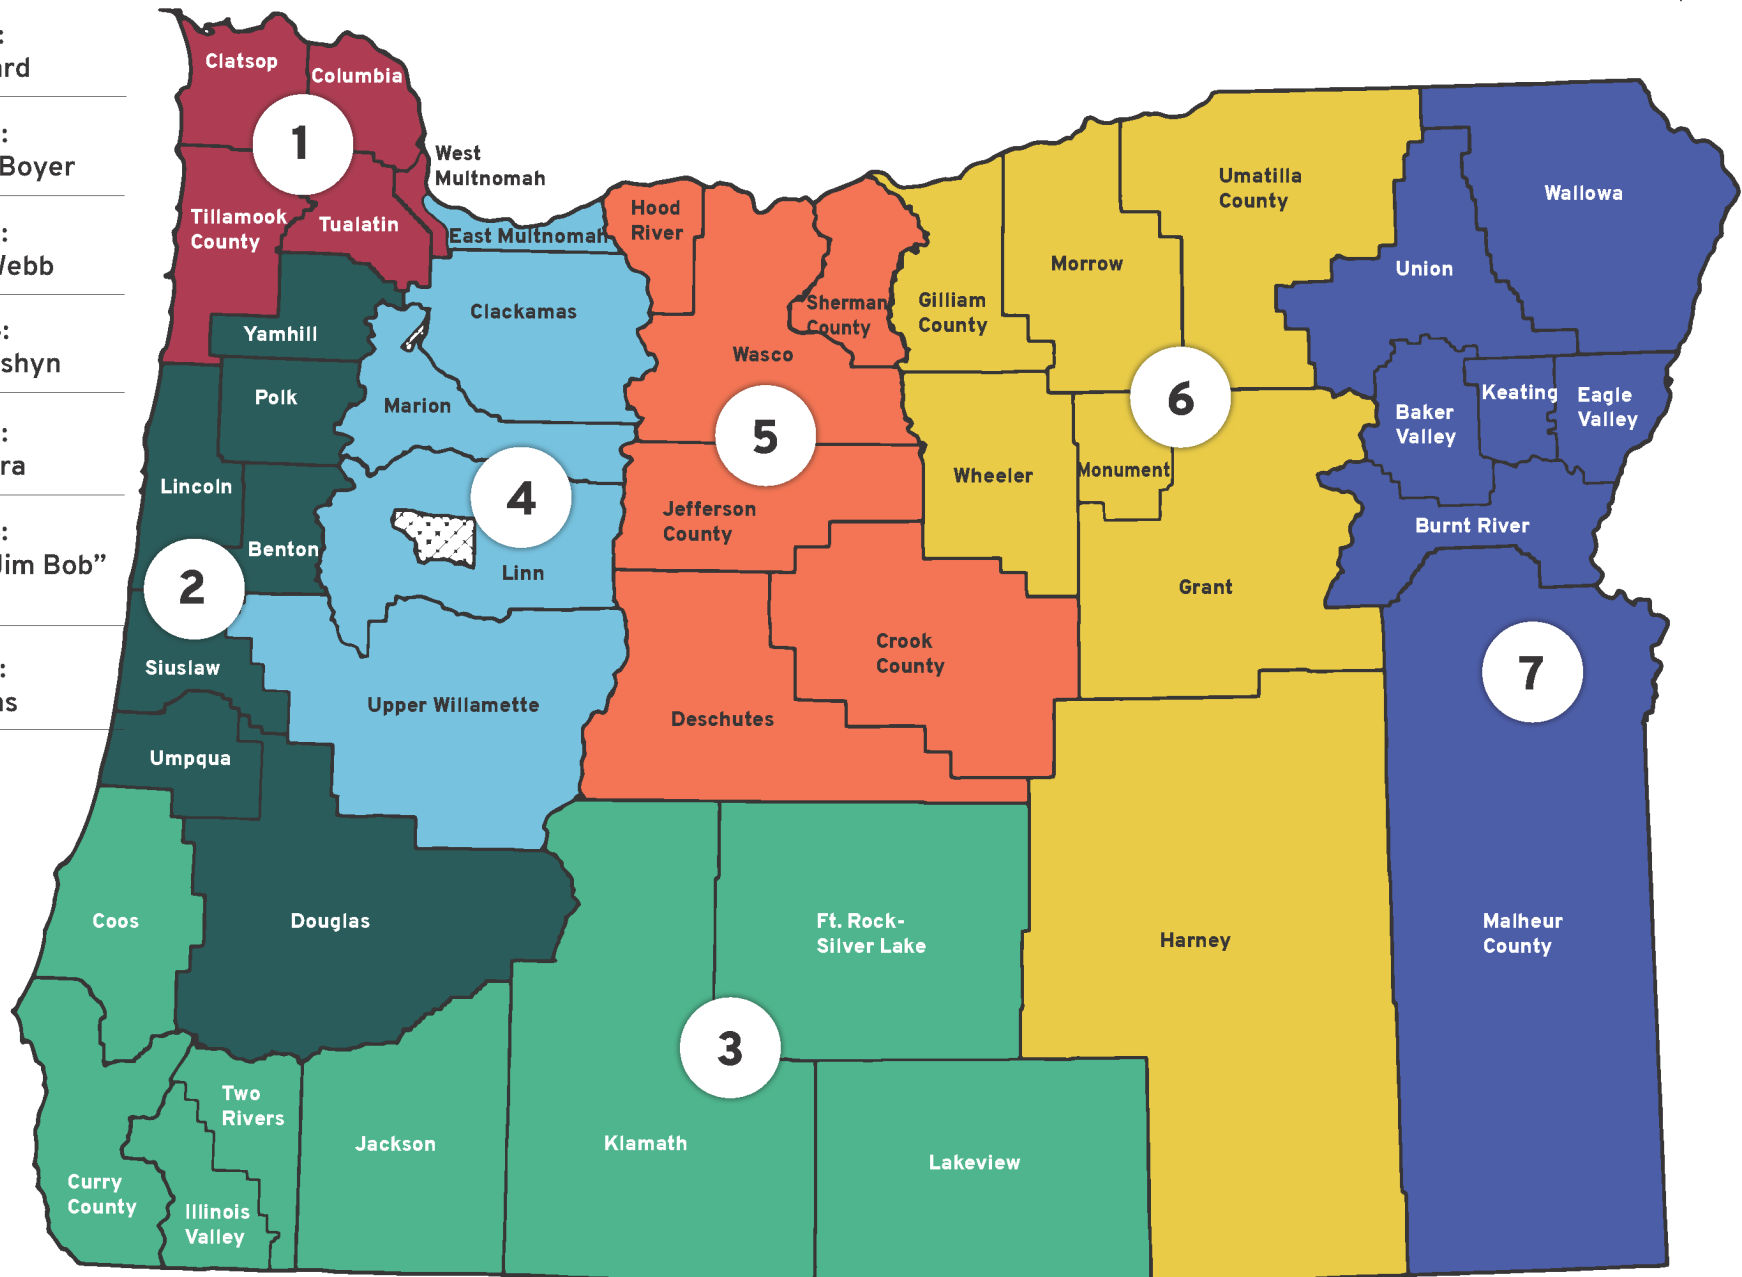 :
ard
:
Boyer
:
Webb
:
shyn
:
ra
:
Jim Bob”
:
ns
Clatsop
Columbia
1
West
Multnomah
Tillamook
County
Tualatin
East Multnomah
Hood
River
Clackamas
Yamhill
Polk
Marion
Sherman
County
Wasco
Gilliam
County
Morrow
Umatilla
County
Wallowa
Union
6
Keating
Eagle
Valley
Baker
Valley
5
Lincoln
4
Jefferson
County
Wheeler
Monument
Burnt River
Benton
Linn
2
Grant
Siuslaw
Crook
County
7
Upper Willamette
Deschutes
Umpqua
Coos
Douglas
Ft. Rock-
Silver Lake
Harney
Malheur
County
3
Two
Rivers
Jackson
Klamath
Lakeview
Curry
County
Illinois
Valley